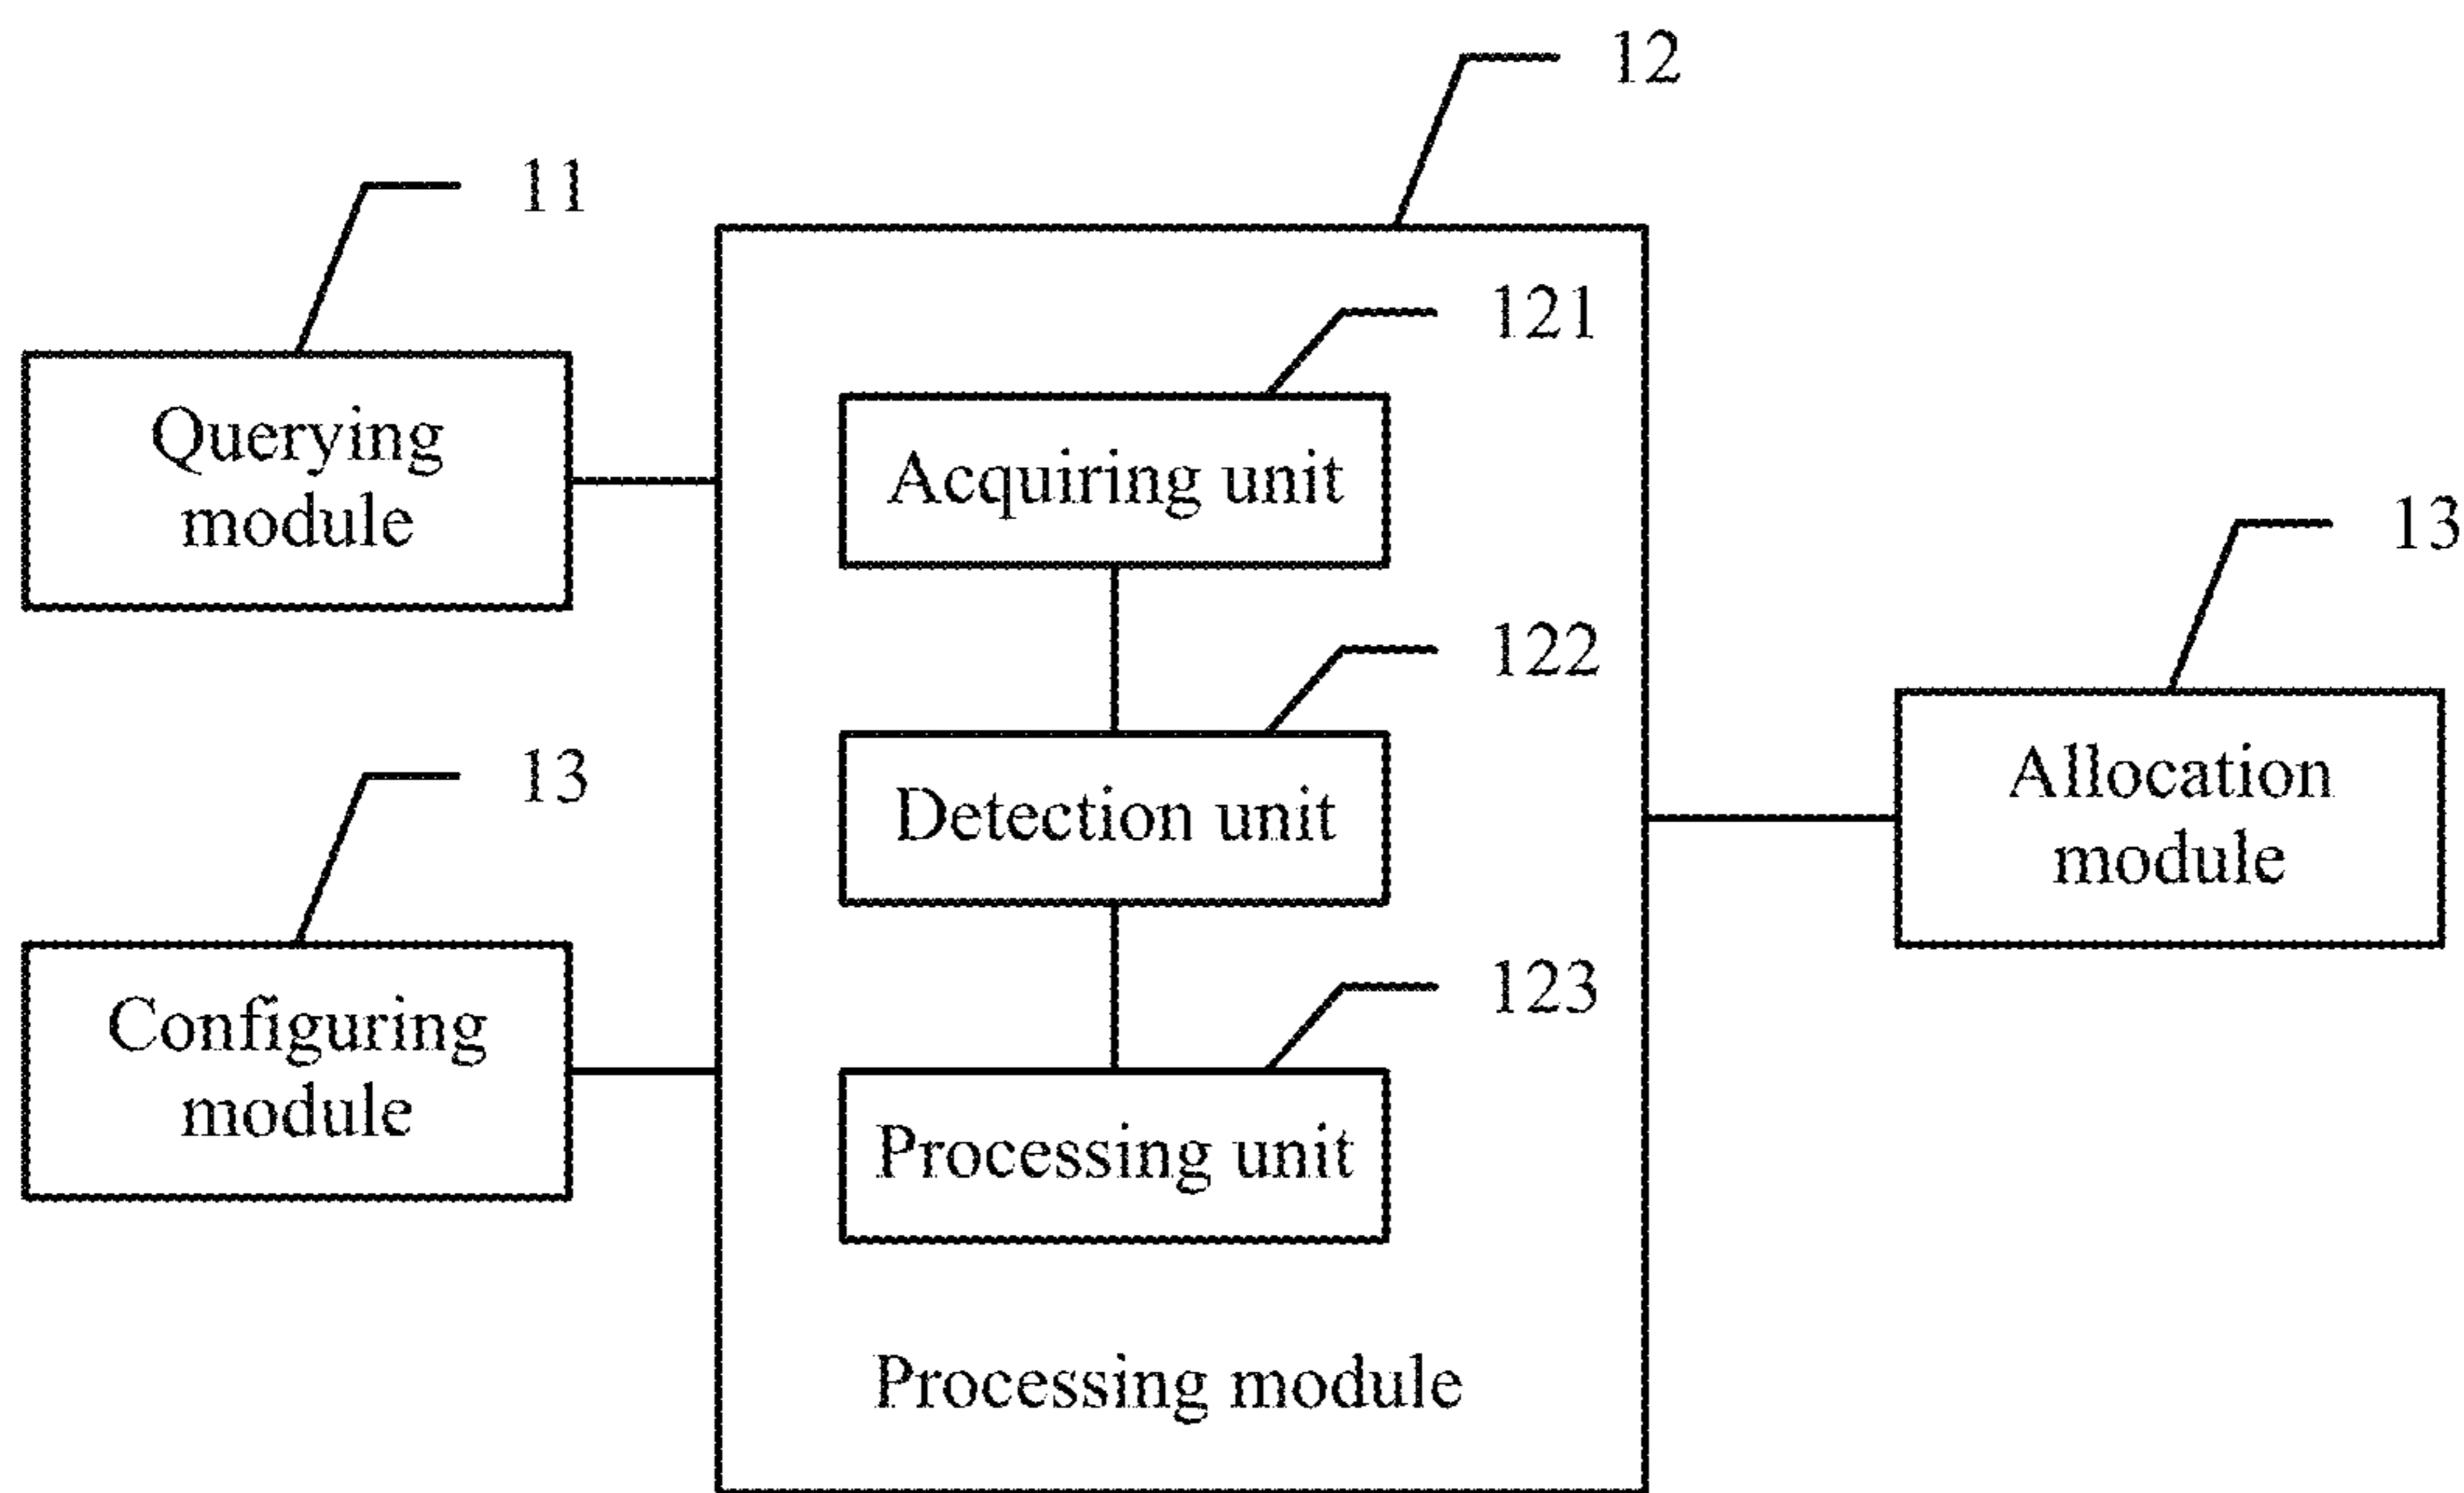 12
11
121
Querying
module
Acquiring unit
13
122
13
Detection unit
Allocation
module
123
Configuring
module
Processing unit
Processing module